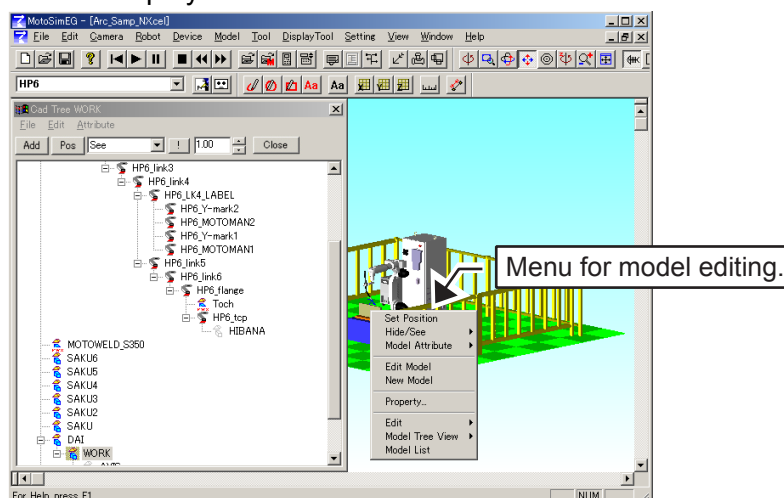 MotoSimEG - [Arc_Samp_NXcel]
File Edit Camera Robot Device Model Tool DisplayTool Setting View Window Help
HP6
Aa Aa
Cad Tree WORK
File Edit Attribute
Add Pos See ! 1.00 Close
HP6_link3
HP6_link4
HP6_LK4_LABEL
HP6_Y-mark2
HP6_MOTOMAN2
HP6_Y-mark1
HP6_MOTOMAN1
HP6_link5
HP6_link6
HP6_flange
Toch
HP6_tcp
HIBANA
MOTOWELD_S350
SAKU6
SAKU5
SAKU4
SAKU3
SAKU2
SAKU
DAI
WORK
Menu for model editing.
Set Position
Hide/See
Model Attribute
Edit Model
New Model
Property...
Edit
Model Tree View
Model List
For Help, press F1
NUM